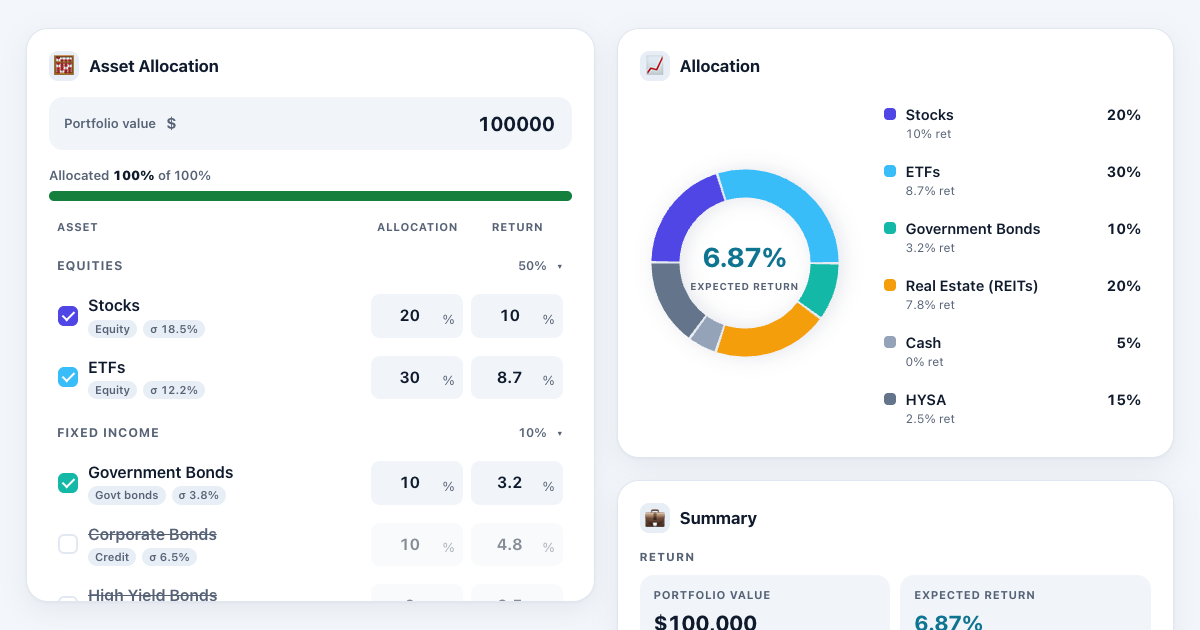 Asset Allocation
Portfolio value $ 100000
Allocated 100% of 100%
ASSET ALLOCATION RETURN
EQUITIES 50% ▾
Stocks
Equity σ 18.5%
20 % 10 %
ETFs
Equity σ 12.2%
30 % 8.7 %
FIXED INCOME 10% ▾
Government Bonds
Govt bonds σ 3.8%
10 % 3.2 %
Corporate Bonds
Credit σ 6.5%
10 % 4.8 %
High Yield Bonds
Allocation
6.87%
EXPECTED RETURN
Stocks 20%
10% ret
ETFs 30%
8.7% ret
Government Bonds 10%
3.2% ret
Real Estate (REITs) 20%
7.8% ret
Cash 5%
0% ret
HYSA 15%
2.5% ret
Summary
RETURN
PORTFOLIO VALUE
$100,000
EXPECTED RETURN
6.87%